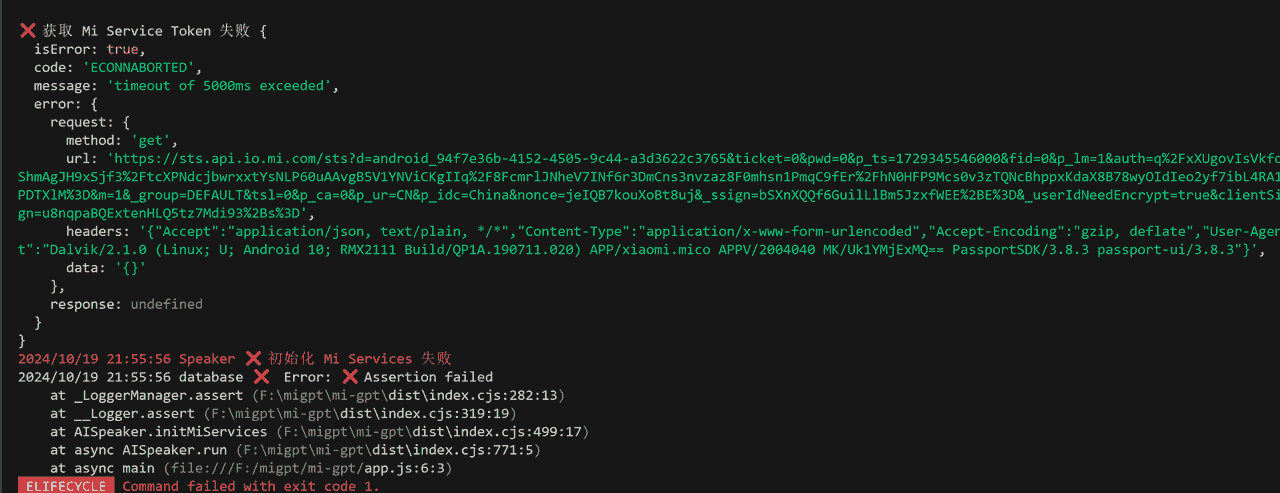 ❌ 获取 Mi Service Token 失败 {
isError: true,
code: 'ECONNABORTED',
message: 'timeout of 5000ms exceeded',
error: {
request: {
method: 'get',
url: 'https://sts.api.io.mi.com/sts?d=android_94f7e36b-4152-4505-9c44-a3d3622c3765&ticket=0&pwd=0&p_ts=1729345546000&fid=0&p_lm=1&auth=q%2FxXUgovIsVkfc
ShmAgJH9xSjf3%2FtcXPNdcjbwrxxtYsNLP60uAAvgB5V1YNViCKgIIq%2F8FcmrlJNheV7INf6r3DmCns3nvzaz8F0mhsn1PmqC9fEr%2FhN0HFP9Mcs0v3zTQNcBhppxKdaX8B78wyOIdIeo2yf7ibL4RA1
PDTXlM%3D&m=1&_group=DEFAULT&tsl=0&p_ca=0&p_ur=CN&p_idc=China&nonce=jeIQB7kouXoBt8uj&_ssign=bSXnXQQf6GuilLlBm5JzxfWEE%2BE%3D&_userIdNeedEncrypt=true&clientSi
gn=u8nqpaBQExtenHLQ5tz7Mdi93%2Bs%3D',
headers: '{"Accept":"application/json, text/plain, */*","Content-Type":"application/x-www-form-urlencoded","Accept-Encoding":"gzip, deflate","User-Agen
t":"Dalvik/2.1.0 (Linux; U; Android 10; RMX2111 Build/QP1A.190711.020) APP/xiaomi.mico APPV/2004040 MK/Uk1YMjExMQ== PassportSDK/3.8.3 passport-ui/3.8.3"}',
data: '{}'
},
response: undefined
}
}
2024/10/19 21:55:56 Speaker ❌ 初始化 Mi Services 失败
2024/10/19 21:55:56 database ❌ Error: ❌ Assertion failed
at _LoggerManager.assert (F:\migpt\mi-gpt\dist\index.cjs:282:13)
at __Logger.assert (F:\migpt\mi-gpt\dist\index.cjs:319:19)
at AISpeaker.initMiServices (F:\migpt\mi-gpt\dist\index.cjs:499:17)
at async AISpeaker.run (F:\migpt\mi-gpt\dist\index.cjs:771:5)
at async main (file:///F:/migpt/mi-gpt/app.js:6:3)
ELIFECYCLE Command failed with exit code 1.